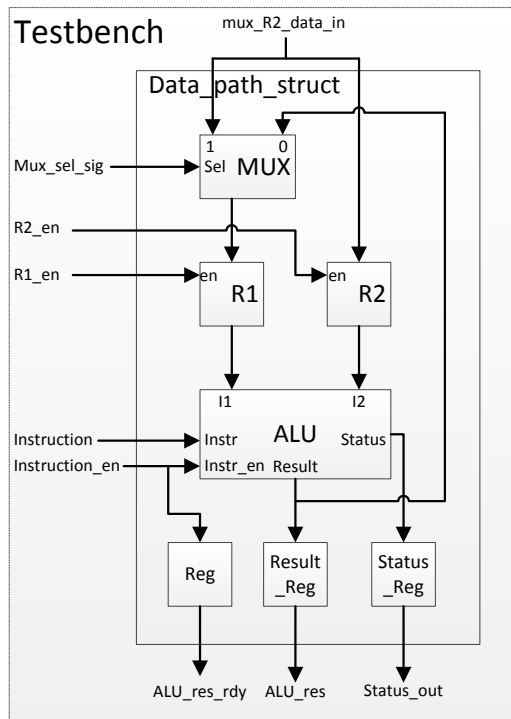 Testbench
mux_R2_data_in
Data_path_struct
1 0
Mux_sel_sig
Sel MUX
R2_en
R1_en
en
R1
en
R2
I1 I2
Instruction
Instr ALU Status
Instruction_en
Instr_en Result
Reg
Result
_Reg
Status
_Reg
ALU_res_rdy
ALU_res
Status_out